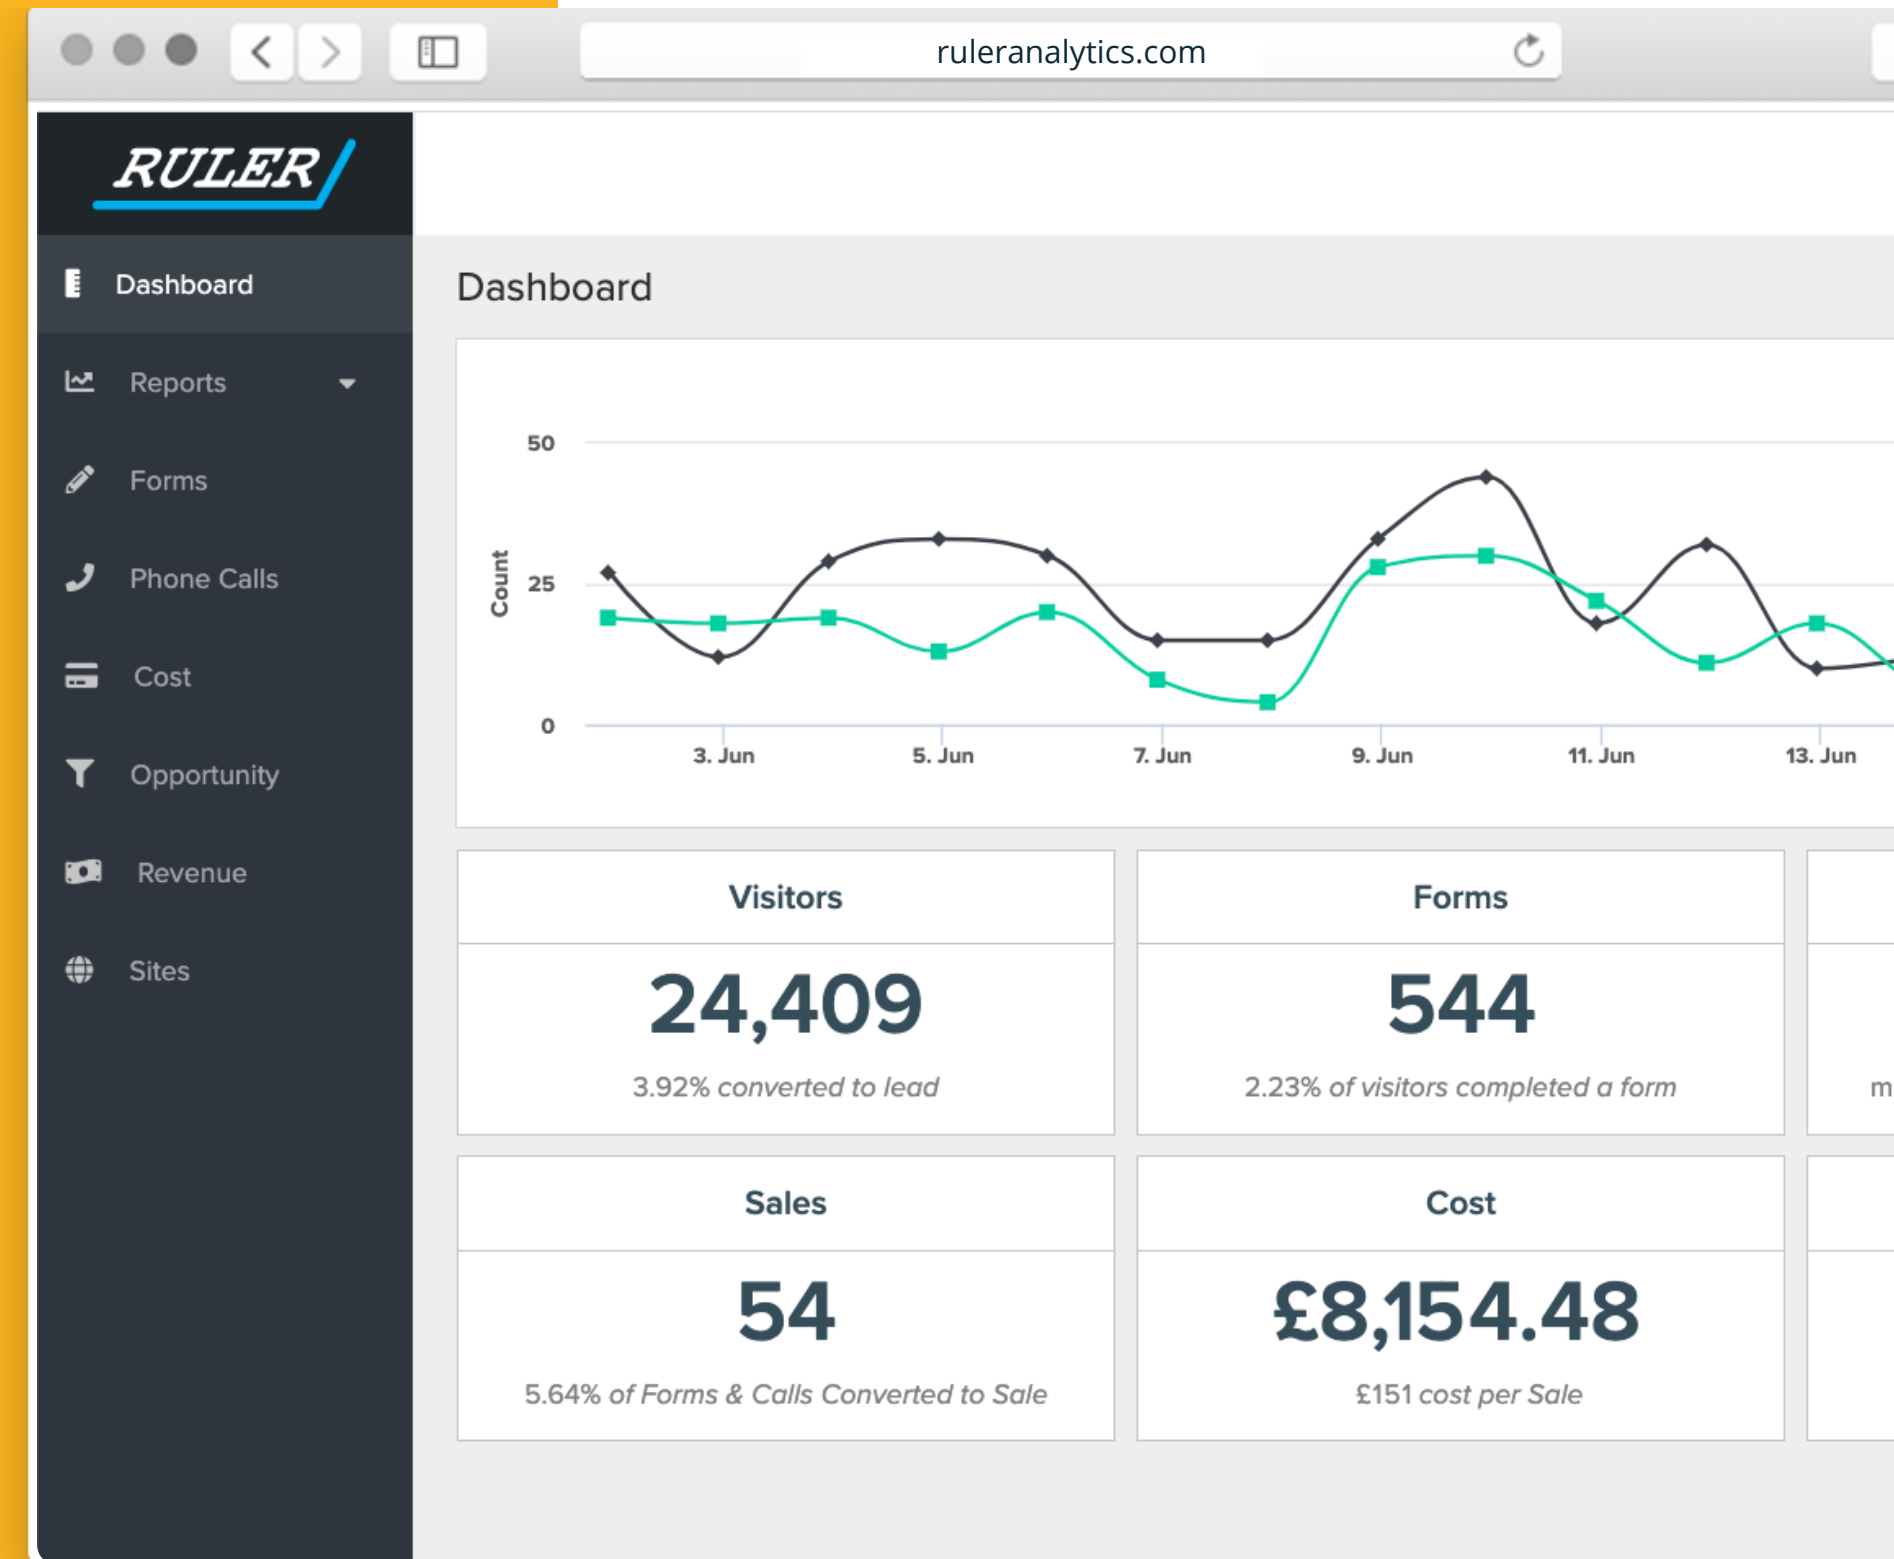 ruleranalytics.com
RULER
Dashboard
Reports
Forms
Phone Calls
Cost
Opportunity
Revenue
Sites
Dashboard
Count
50
25
0
3. Jun
5. Jun
7. Jun
9. Jun
11. Jun
13. Jun
Visitors
24,409
3.92% converted to lead
Forms
544
2.23% of visitors completed a form
m
Sales
54
5.64% of Forms & Calls Converted to Sale
Cost
£8,154.48
£151 cost per Sale